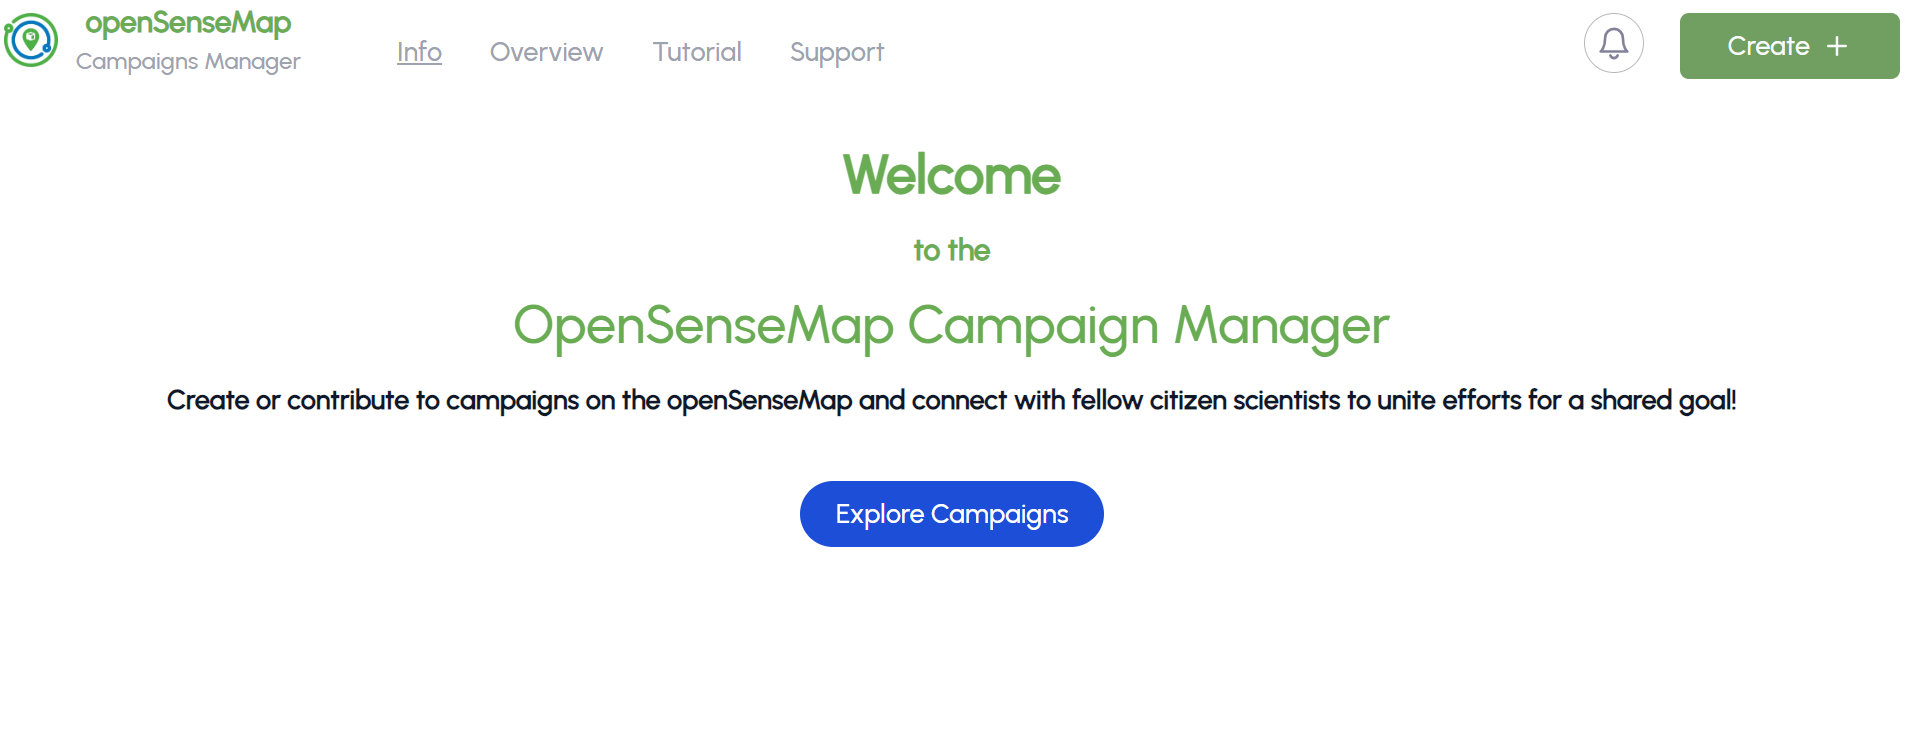 openSenseMap
Campaigns Manager
Info Overview Tutorial Support
Create +
Welcome
to the
OpenSenseMap Campaign Manager
Create or contribute to campaigns on the openSenseMap and connect with fellow citizen scientists to unite efforts for a shared goal!
Explore Campaigns